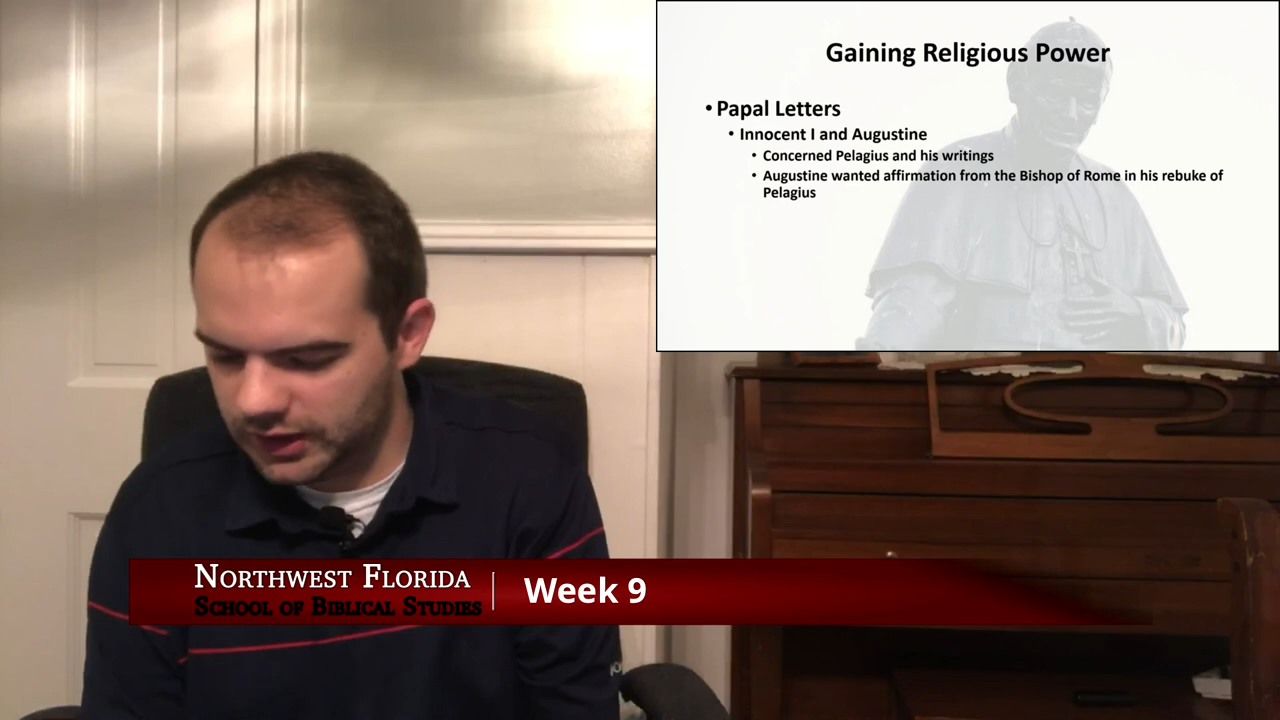 Gaining Religious Power
• Papal Letters
• Innocent I and Augustine
• Concerned Pelagius and his writings
• Augustine wanted affirmation from the Bishop of Rome in his rebuke of
Pelagius
Northwest Florida
School of Biblical Studies
Week 9